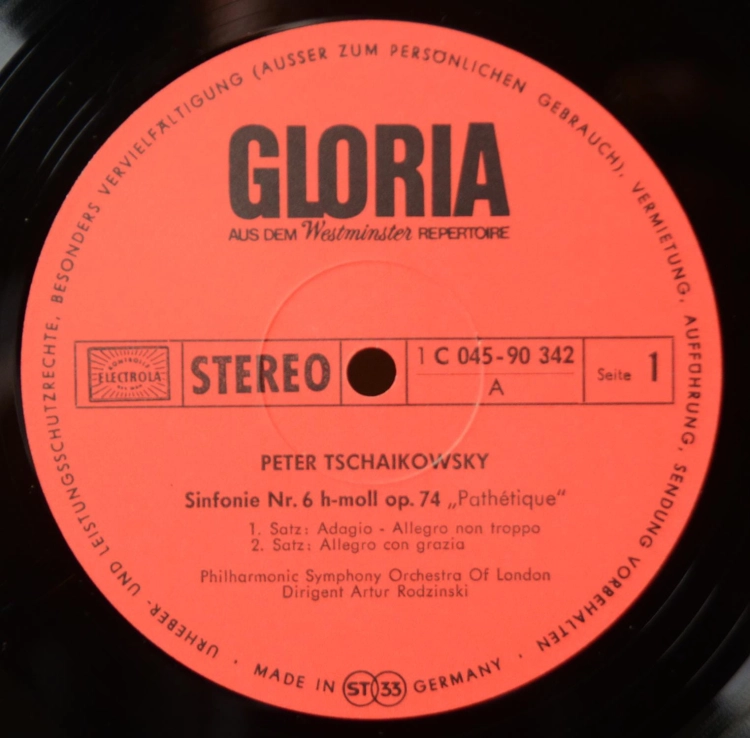 URHEBER- UND LEISTUNGSSCHUTZRECHTE, BESONDERS VERVIELFÄLTIGUNG (AUSSER ZUM PERSÖNLICHEN GEBRAUCH), VERMIETUNG, AUFFÜHRUNG, SENDUNG VORBEHALTEN ·
GLORIA
AUS DEM Westminster REPERTOIRE
ELECTROLA
STEREO
1 C 045-90 342
A
Seite 1
PETER TSCHAIKOWSKY
Sinfonie Nr. 6 h-moll op. 74 „Pathétique“
1. Satz: Adagio - Allegro non troppo
2. Satz: Allegro con grazia
Philharmonic Symphony Orchestra Of London
Dirigent Artur Rodzinski
· MADE IN ST 33 GERMANY ·